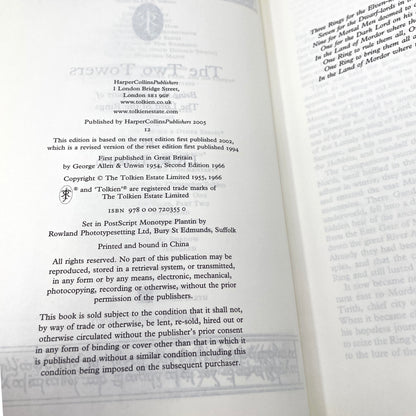 The Two Towers
HarperCollinsPublishers
1 London Bridge Street,
London SE1 9GF
www.tolkien.co.uk
www.tolkienestate.com
Published by HarperCollinsPublishers 2005
12
This edition is based on the reset edition first published 2002,
which is a revised version of the reset edition first published 1994
First published in Great Britain
by George Allen & Unwin 1954, Second Edition 1966
Copyright © The Tolkien Estate Limited 1955, 1966
® and 'Tolkien'® are registered trade marks of
The Tolkien Estate Limited
ISBN 978 0 00 720355 0
Set in PostScript Monotype Plantin by
Rowland Phototypesetting Ltd, Bury St Edmunds, Suffolk
Printed and bound in China
All rights reserved. No part of this publication may be
reproduced, stored in a retrieval system, or transmitted,
in any form or by any means, electronic, mechanical,
photocopying, recording or otherwise, without the prior
permission of the publishers.
This book is sold subject to the condition that it shall not,
by way of trade or otherwise, be lent, re-sold, hired out or
otherwise circulated without the publisher's prior consent
in any form of binding or cover other than that in which it
is published and without a similar condition including this
condition being imposed on the subsequent purchaser.
Three Rings for the Elven-k
Seven for the Dwarf-lords in
Nine for Mortal Men doomed to
One for the Dark Lord on his
In the Land of Mordor where th
One Ring to rule them all, O
One Ring to bring them all a
In the Land of Mordor where